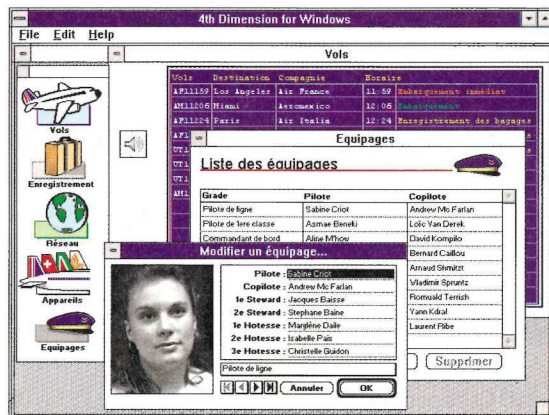 4th Dimension for Windows
File Edit Help
Vols
Vols
Enregistrement
Réseau
Appareils
Equipages
Vols Destination Compagnie Horaire
AF11159 Los Angeles Air France 11:59 Embarquement immédiat
AM11206 Miami Aeromexico 12:06 Embarquement
AF11224 Paris Air Italia 12:24 Enregistrement des bagages
Equipages
Liste des équipages
Grade Pilote Copilote
Pilote de ligne Sabine Criot Andrew Mc Farlan
Pilote de 1ere classe Asmae Beneki Loïc Van Derek
Commandant de bord Aline M'how David Kompilo
Bernard Caillou
Arnaud Shmitzt
Vladimir Spruntz
Romuald Terrish
Yann Kdral
Laurent Ribe
Supprimer
Modifier un équipage...
Pilote : Sabine Criot
Copilote : Andrew Mc Farlan
1e Steward : Jacques Baisse
2e Steward : Stephane Baine
1e Hotesse : Marglène Daile
2e Hotesse : Isabelle Pais
3e Hotesse : Christelle Guidon
Pilote de ligne
Annuler OK